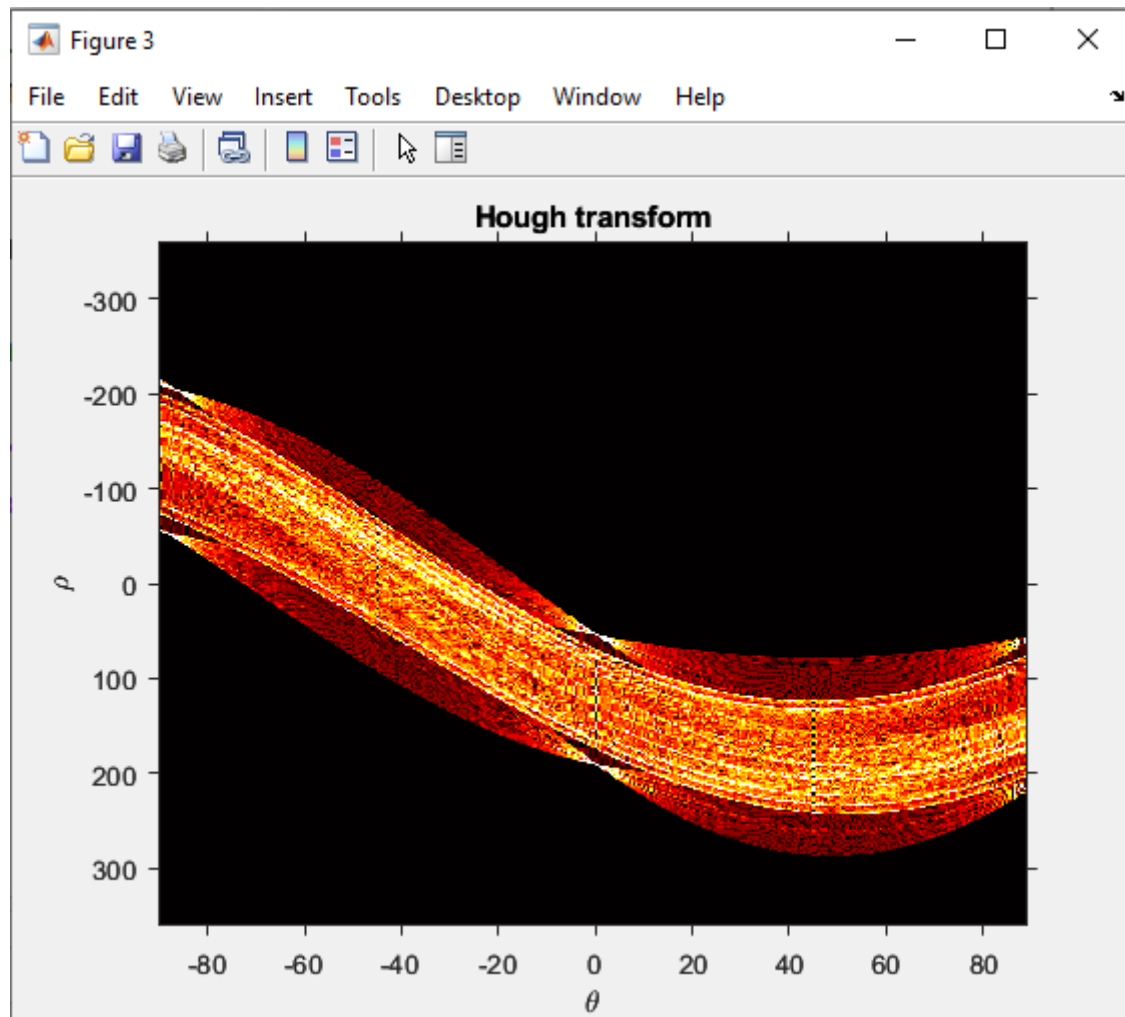 Figure 3
File Edit View Insert Tools Desktop Window Help
Hough transform
-300
-200
-100
0
100
200
300
ρ
-80 -60 -40 -20 0 20 40 60 80
θ